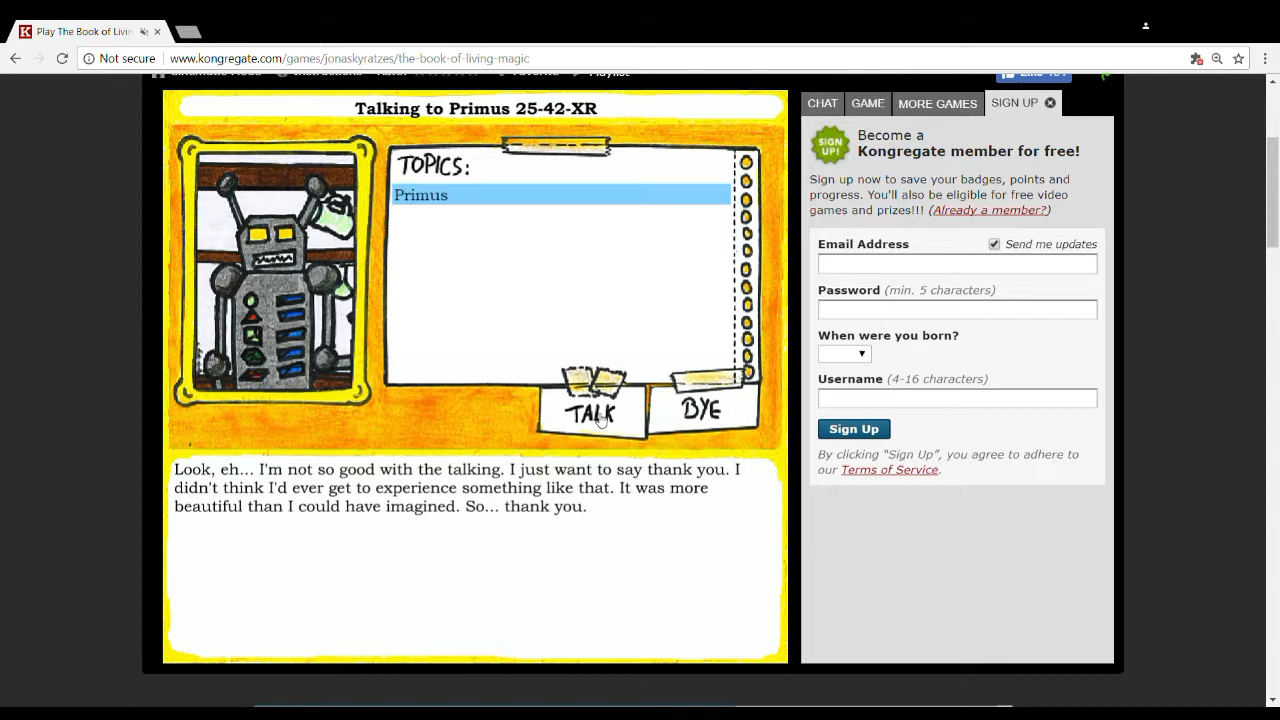 Play The Book of Livin
Not secure
www.kongregate.com/games/jonaskyratzes/the-book-of-living-magic
Playlist
Talking to Primus 25-42-XR
TOPICS:
Primus
TALK
BYE
Look, eh... I'm not so good with the talking. I just want to say thank you. I
didn't think I'd ever get to experience something like that. It was more
beautiful than I could have imagined. So... thank you.
CHAT
GAME
MORE GAMES
SIGN UP
SIGN UP!
Become a
Kongregate member for free!
Sign up now to save your badges, points and
progress. You'll also be eligible for free video
games and prizes!!! (Already a member?)
Email Address
Send me updates
Password (min. 5 characters)
When were you born?
Username (4-16 characters)
Sign Up
By clicking “Sign Up”, you agree to adhere to
our Terms of Service.